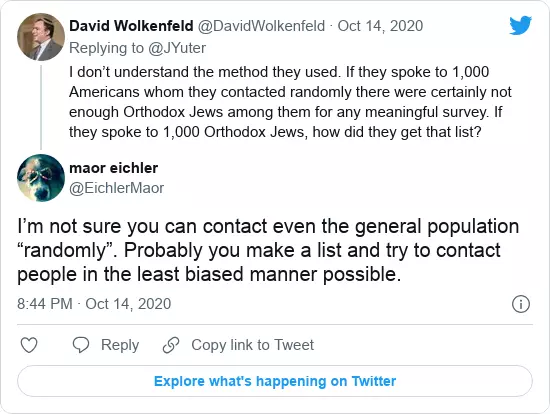 David Wolkenfeld @DavidWolkenfeld · Oct 14, 2020
Replying to @JYuter
I don’t understand the method they used. If they spoke to 1,000
Americans whom they contacted randomly there were certainly not
enough Orthodox Jews among them for any meaningful survey. If
they spoke to 1,000 Orthodox Jews, how did they get that list?
maor eichler
@EichlerMaor
I’m not sure you can contact even the general population
“randomly”. Probably you make a list and try to contact
people in the least biased manner possible.
8:44 PM · Oct 14, 2020
Reply
Copy link to Tweet
Explore what's happening on Twitter